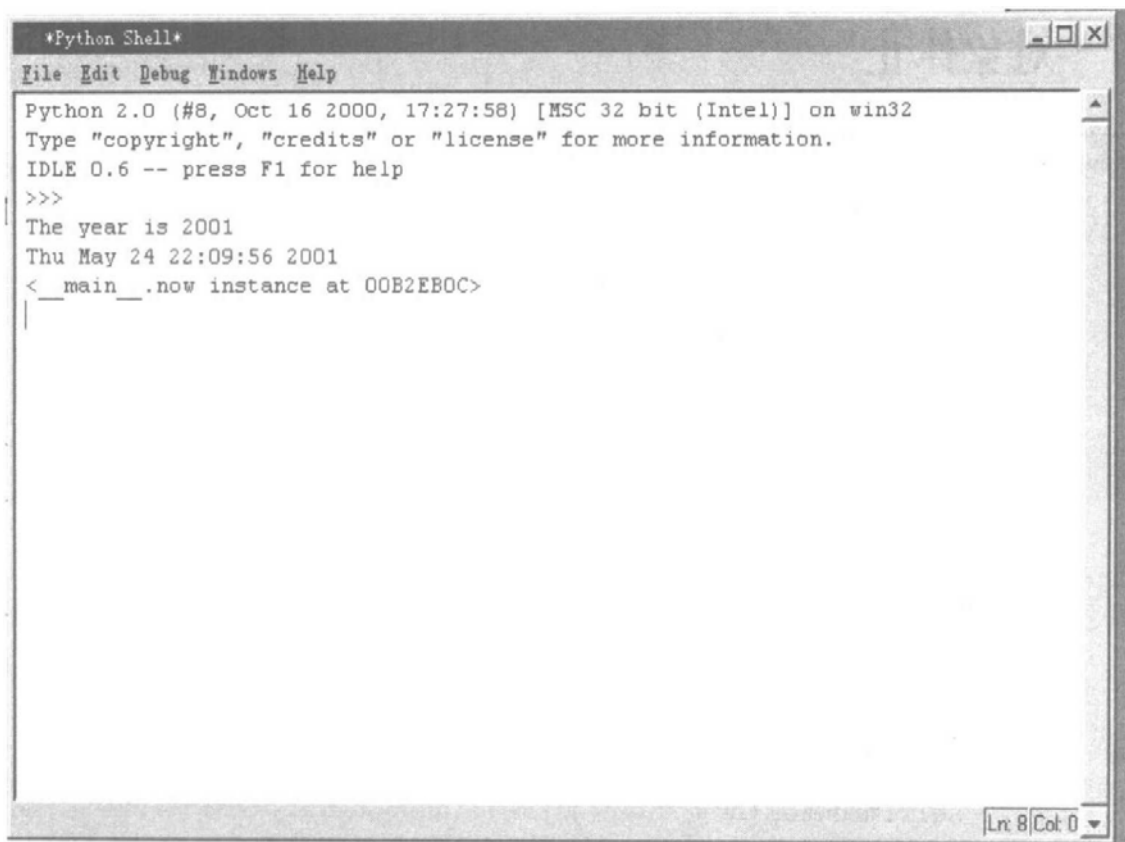 *Python Shell*
File Edit Debug Windows Help
Python 2.0 (#8, Oct 16 2000, 17:27:58) [MSC 32 bit (Intel)] on win32
Type "copyright", "credits" or "license" for more information.
IDLE 0.6 -- press F1 for help
>>>
The year is 2001
Thu May 24 22:09:56 2001
<__main__.now instance at 00B2EB0C>
Ln: 8 Col: 0